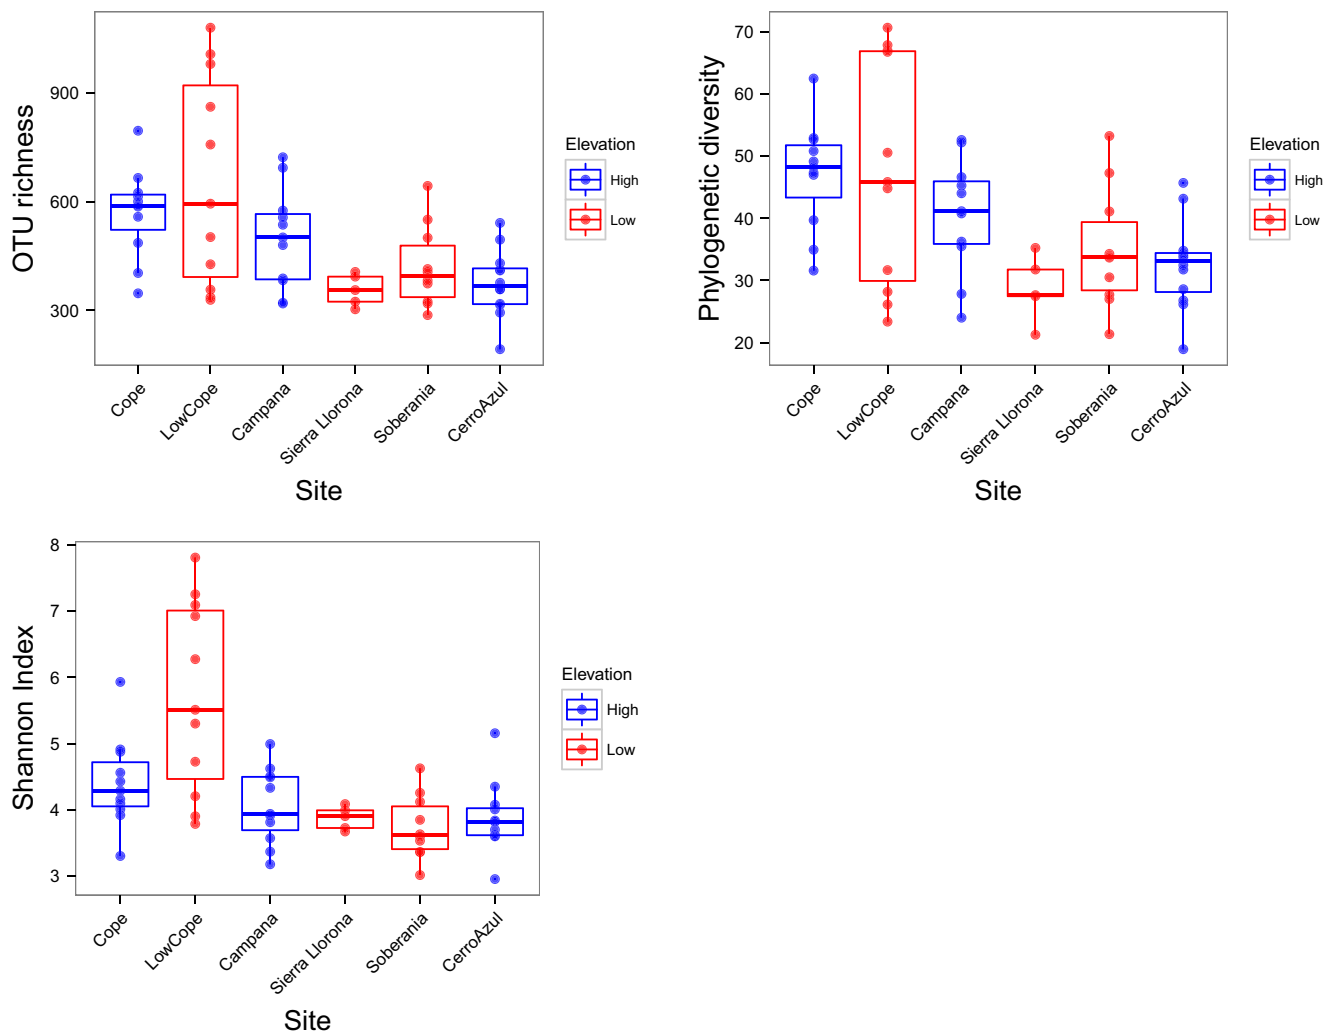 OTU richness
900
600
300
Cope
LowCope
Campana
Sierra Llorona
Soberania
CerroAzul
Site
Elevation
High
Low
Phylogenetic diversity
70
60
50
40
30
20
Cope
LowCope
Campana
Sierra Llorona
Soberania
CerroAzul
Site
Elevation
High
Low
Shannon Index
8
7
6
5
4
3
Cope
LowCope
Campana
Sierra Llorona
Soberania
CerroAzul
Site
Elevation
High
Low